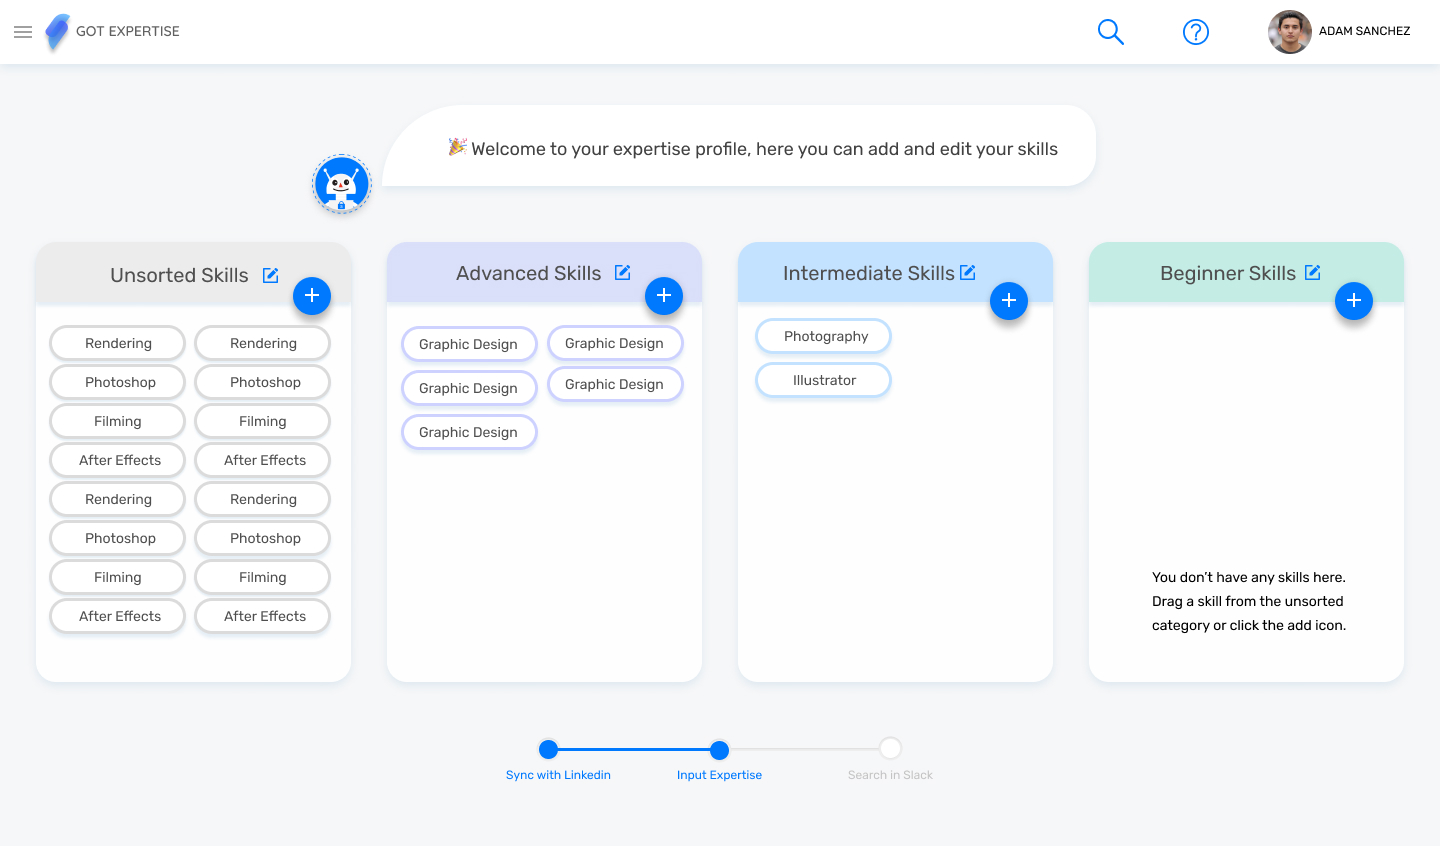 GOT EXPERTISE
ADAM SANCHEZ
🎉 Welcome to your expertise profile, here you can add and edit your skills
Unsorted Skills
Rendering Rendering
Photoshop Photoshop
Filming Filming
After Effects After Effects
Rendering Rendering
Photoshop Photoshop
Filming Filming
After Effects After Effects
Advanced Skills
Graphic Design Graphic Design
Graphic Design Graphic Design
Graphic Design
Intermediate Skills
Photography
Illustrator
Beginner Skills
You don’t have any skills here.
Drag a skill from the unsorted
category or click the add icon.
Sync with Linkedin Input Expertise Search in Slack